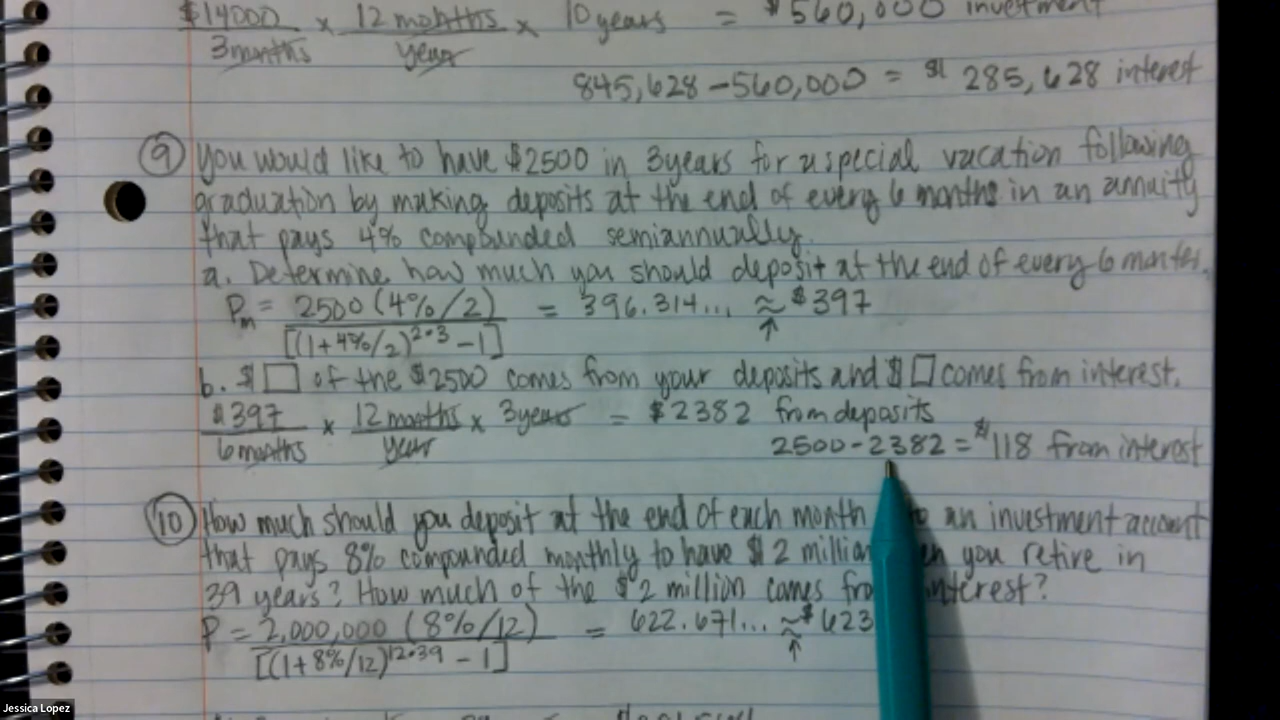 $14000/3months × 12 months/year × 10 years = $560,000 investment
845,628 – 560,000 = $ 285,628 interest
⑨ You would like to have $2500 in 3 years for a special vacation following
graduation by making deposits at the end of every 6 months in an annuity
that pays 4% compounded semiannually.
a. Determine how much you should deposit at the end of every 6 months.
Pm = 2500 (4%/2) / [(1+4%/2)^2·3 – 1] = 396.314... ≈ $397
↑
b. $ □ of the $2500 comes from your deposits and $ □ comes from interest.
$397/6months × 12 months/year × 3 years = $2382 from deposits
2500 – 2382 = $118 from interest
⑩ How much should you deposit at the end of each month to an investment account
that pays 8% compounded monthly to have $2 million you retire in
39 years? How much of the $2 million comes interest?
P = 2,000,000 (8%/12) / [(1+8%/12)^12·39 – 1] = 622.671... ≈ $623
↑
Jessica Lopez